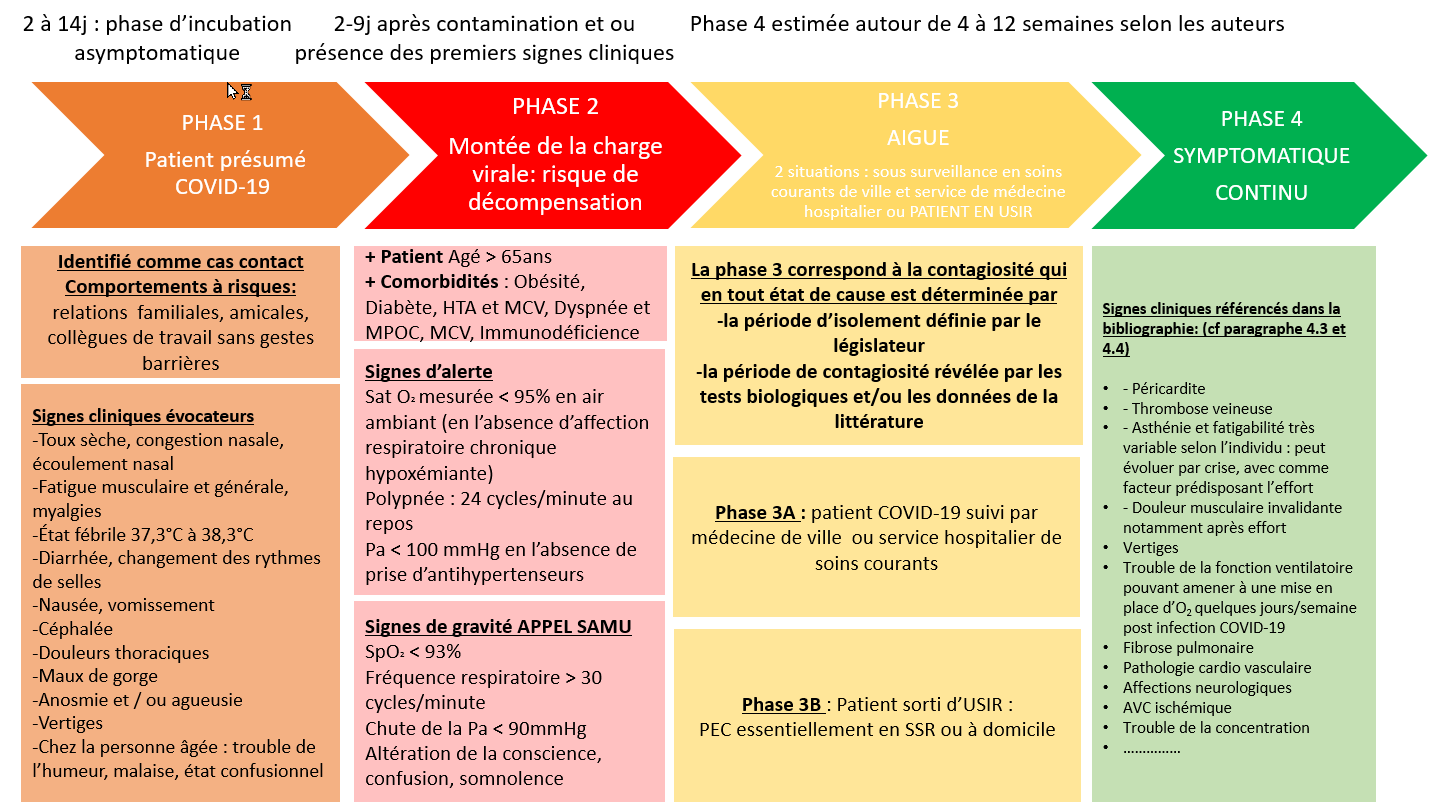 2 à 14j : phase d’incubation
asymptomatique
2-9j après contamination et ou
présence des premiers signes cliniques
Phase 4 estimée autour de 4 à 12 semaines selon les auteurs
PHASE 1
Patient présumé
COVID-19
PHASE 2
Montée de la charge
virale: risque de
décompensation
PHASE 3
AIGUE
2 situations : sous surveillance en soins
courants de ville et service de médecine
hospitalier ou PATIENT EN USIR
PHASE 4
SYMPTOMATIQUE
CONTINU
Identifié comme cas contact
Comportements à risques:
relations familiales, amicales,
collègues de travail sans gestes
barrières
Signes cliniques évocateurs
-Toux sèche, congestion nasale,
écoulement nasal
-Fatigue musculaire et générale,
myalgies
-État fébrile 37,3°C à 38,3°C
-Diarrhée, changement des rythmes
de selles
-Nausée, vomissement
-Céphalée
-Douleurs thoraciques
-Maux de gorge
-Anosmie et / ou agueusie
-Vertiges
-Chez la personne âgée : trouble de
l’humeur, malaise, état confusionnel
+ Patient Agé > 65ans
+ Comorbidités : Obésité,
Diabète, HTA et MCV, Dyspnée et
MPOC, MCV, Immunodéficience
Signes d’alerte
Sat O₂ mesurée < 95% en air
ambiant (en l’absence d’affection
respiratoire chronique
hypoxémiante)
Polypnée : 24 cycles/minute au
repos
Pa < 100 mmHg en l’absence de
prise d’antihypertenseurs
Signes de gravité APPEL SAMU
SpO₂ < 93%
Fréquence respiratoire > 30
cycles/minute
Chute de la Pa < 90mmHg
Altération de la conscience,
confusion, somnolence
La phase 3 correspond à la contagiosité qui
en tout état de cause est déterminée par
-la période d’isolement définie par le
législateur
-la période de contagiosité révélée par les
tests biologiques et/ou les données de la
littérature
Phase 3A : patient COVID-19 suivi par
médecine de ville ou service hospitalier de
soins courants
Phase 3B : Patient sorti d’USIR :
PEC essentiellement en SSR ou à domicile
Signes cliniques référencés dans la
bibliographie: (cf paragraphe 4.3 et
4.4)
• - Péricardite
• - Thrombose veineuse
• - Asthénie et fatigabilité très
variable selon l’individu : peut
évoluer par crise, avec comme
facteur prédisposant l’effort
• - Douleur musculaire invalidante
notamment après effort
• Vertiges
• Trouble de la fonction ventilatoire
pouvant amener à une mise en
place d’O₂ quelques jours/semaine
post infection COVID-19
• Fibrose pulmonaire
• Pathologie cardio vasculaire
• Affections neurologiques
• AVC ischémique
• Trouble de la concentration
• ……………